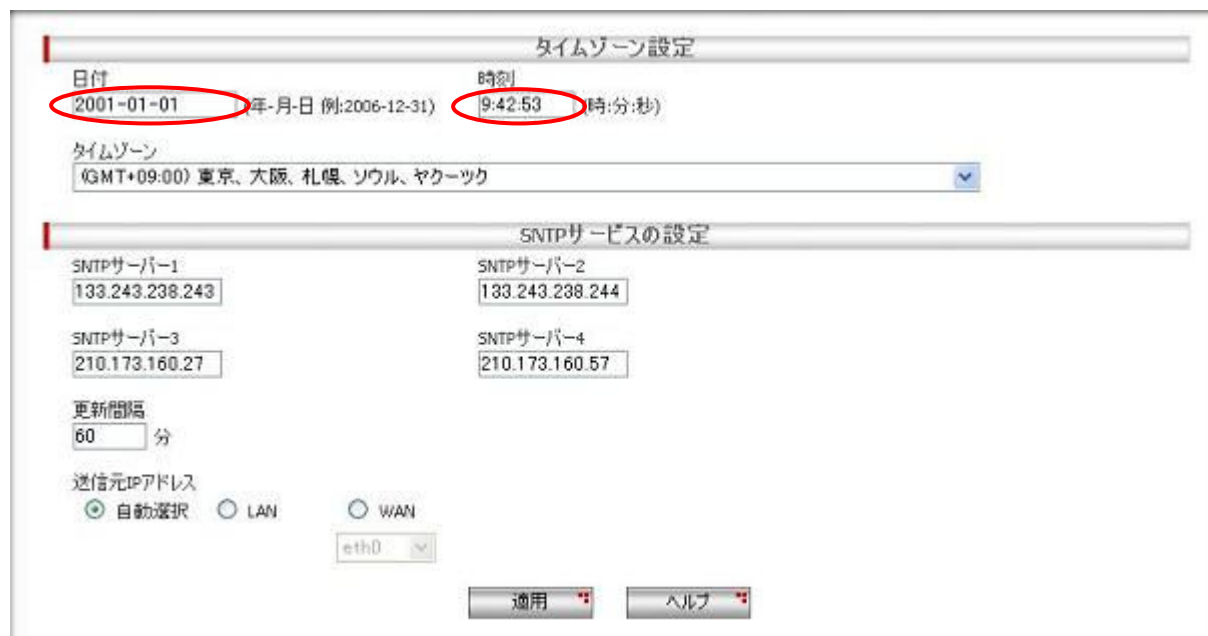 タイムゾーン設定
日付 時刻
2001-01-01 (年-月-日 例:2006-12-31) 9:42:53 (時:分:秒)
タイムゾーン
(GMT+09:00) 東京、大阪、札幌、ソウル、ヤクーツク
SNTPサービスの設定
SNTPサーバー1 SNTPサーバー2
133.243.238.243 133.243.238.244
SNTPサーバー3 SNTPサーバー4
210.173.160.27 210.173.160.57
更新間隔
60 分
送信元IPアドレス
自動選択 LAN WAN
eth0
適用 ヘルプ